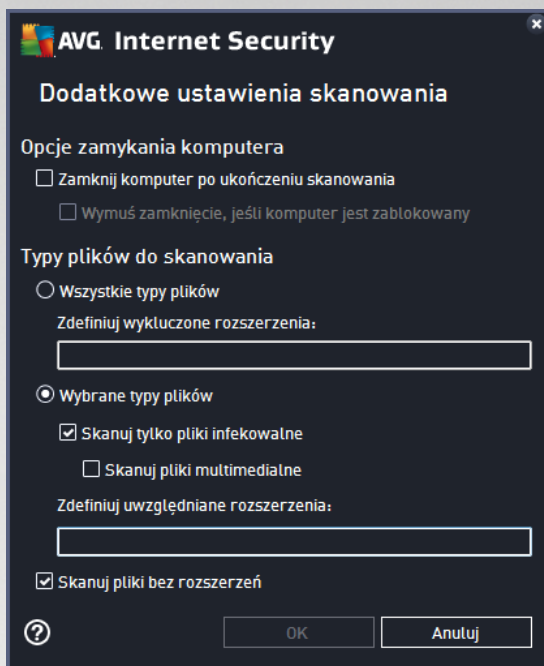 AVG. Internet Security
Dodatkowe ustawienia skanowania
Opcje zamykania komputera
Zamknij komputer po ukończeniu skanowania
Wymuś zamknięcie, jeśli komputer jest zablokowany
Typy plików do skanowania
Wszystkie typy plików
Zdefiniuj wykluczone rozszerzenia:
Wybrane typy plików
Skanuj tylko pliki infekowalne
Skanuj pliki multimedialne
Zdefiniuj uwzględniane rozszerzenia:
Skanuj pliki bez rozszerzeń
OK
Anuluj